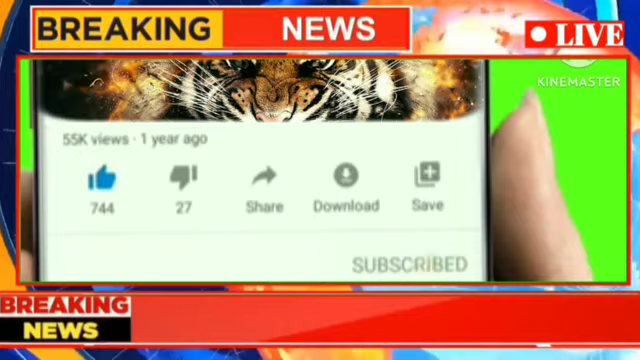 BREAKING NEWS
LIVE
KINEMASTER
55K views · 1 year ago
744 27 Share Download Save
SUBSCRIBED
BREAKING
NEWS